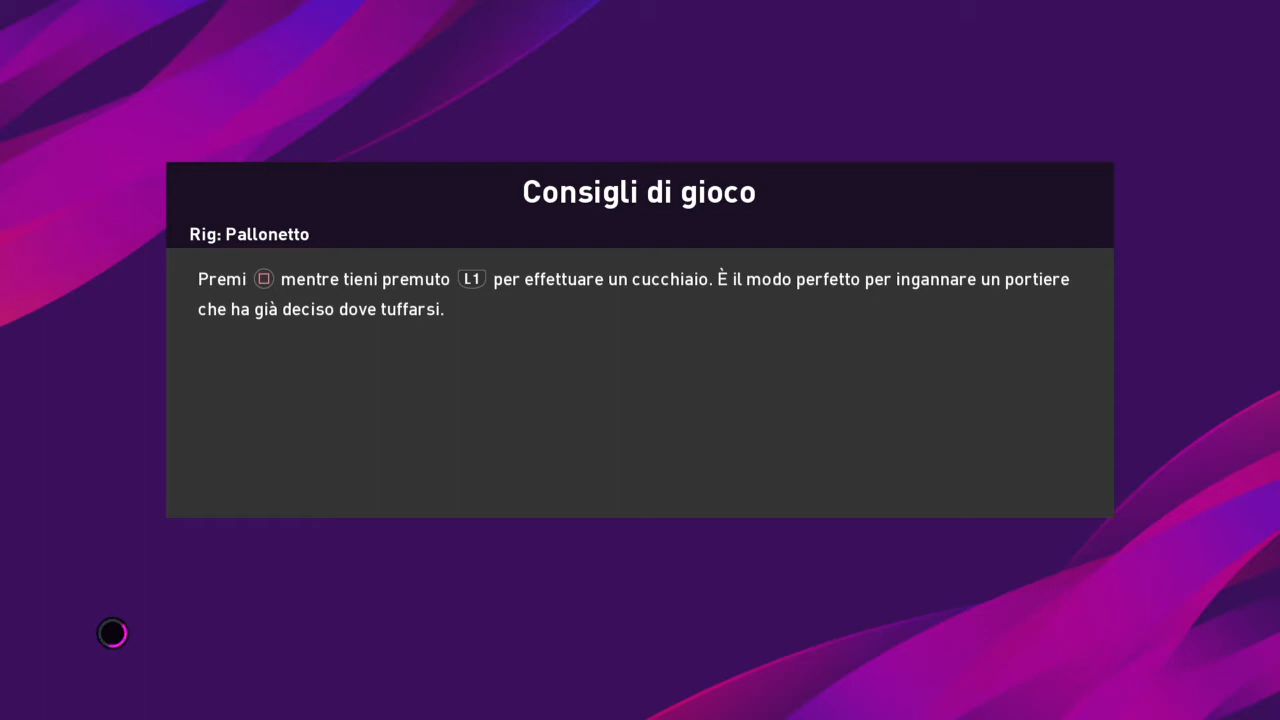 Consigli di gioco
Rig: Pallonetto
Premi □ mentre tieni premuto L1 per effettuare un cucchiaio. È il modo perfetto per ingannare un portiere
che ha già deciso dove tuffarsi.